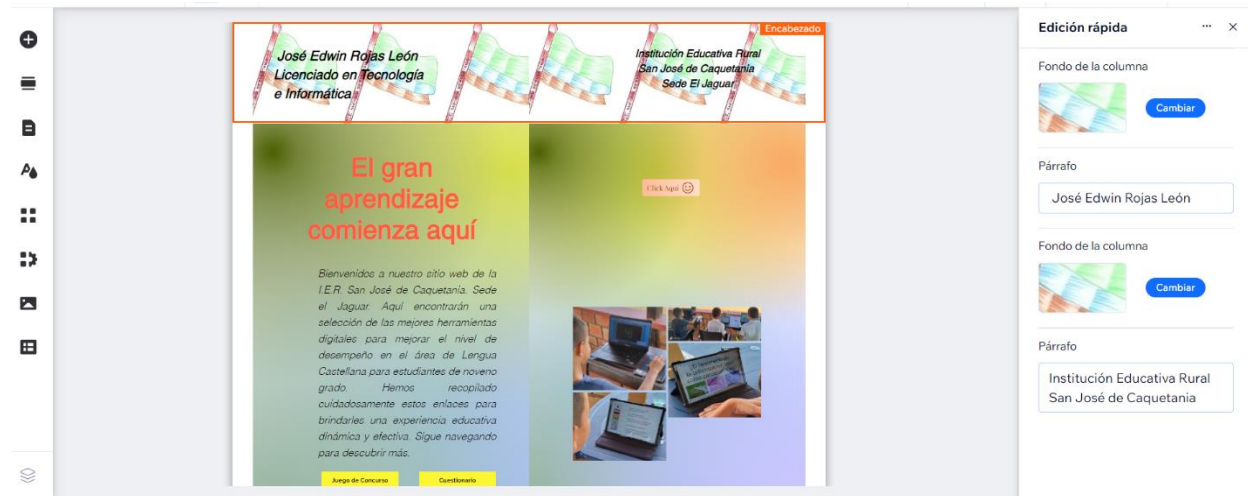 Encabezado
José Edwin Rojas León
Licenciado en Tecnología
e Informática
Institución Educativa Rural
San José de Caquetania
Sede El Jaguar
El gran
aprendizaje
comienza aquí
Click Aquí
Bienvenidos a nuestro sitio web de la
I.E.R. San José de Caquetania. Sede
el Jaguar. Aquí encontrarán una
selección de las mejores herramientas
digitales para mejorar el nivel de
desempeño en el área de Lengua
Castellana para estudiantes de noveno
grado. Hemos recopilado
cuidadosamente estos enlaces para
brindarles una experiencia educativa
dinámica y efectiva. Sigue navegando
para descubrir más.
Juego de Concurso
Cuestionario
Edición rápida
Fondo de la columna
Cambiar
Párrafo
José Edwin Rojas León
Fondo de la columna
Cambiar
Párrafo
Institución Educativa Rural
San José de Caquetania